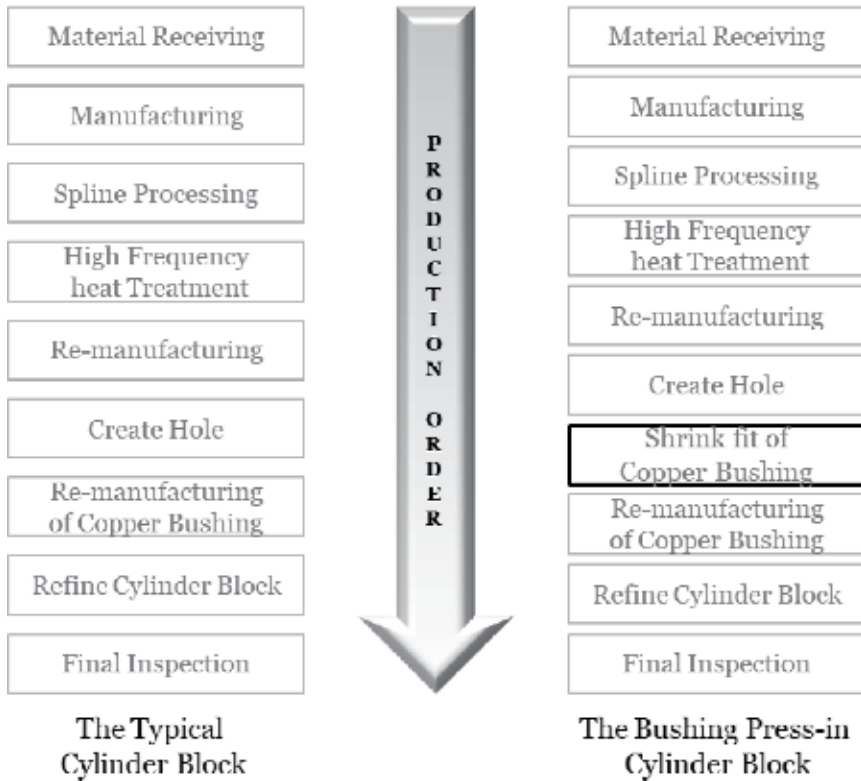 Material Receiving
Manufacturing
Spline Processing
High Frequency
heat Treatment
Re-manufacturing
Create Hole
Re-manufacturing
of Copper Bushing
Refine Cylinder Block
Final Inspection
The Typical
Cylinder Block
PRODUCTION ORDER
Material Receiving
Manufacturing
Spline Processing
High Frequency
heat Treatment
Re-manufacturing
Create Hole
Shrink fit of
Copper Bushing
Re-manufacturing
of Copper Bushing
Refine Cylinder Block
Final Inspection
The Bushing Press-in
Cylinder Block